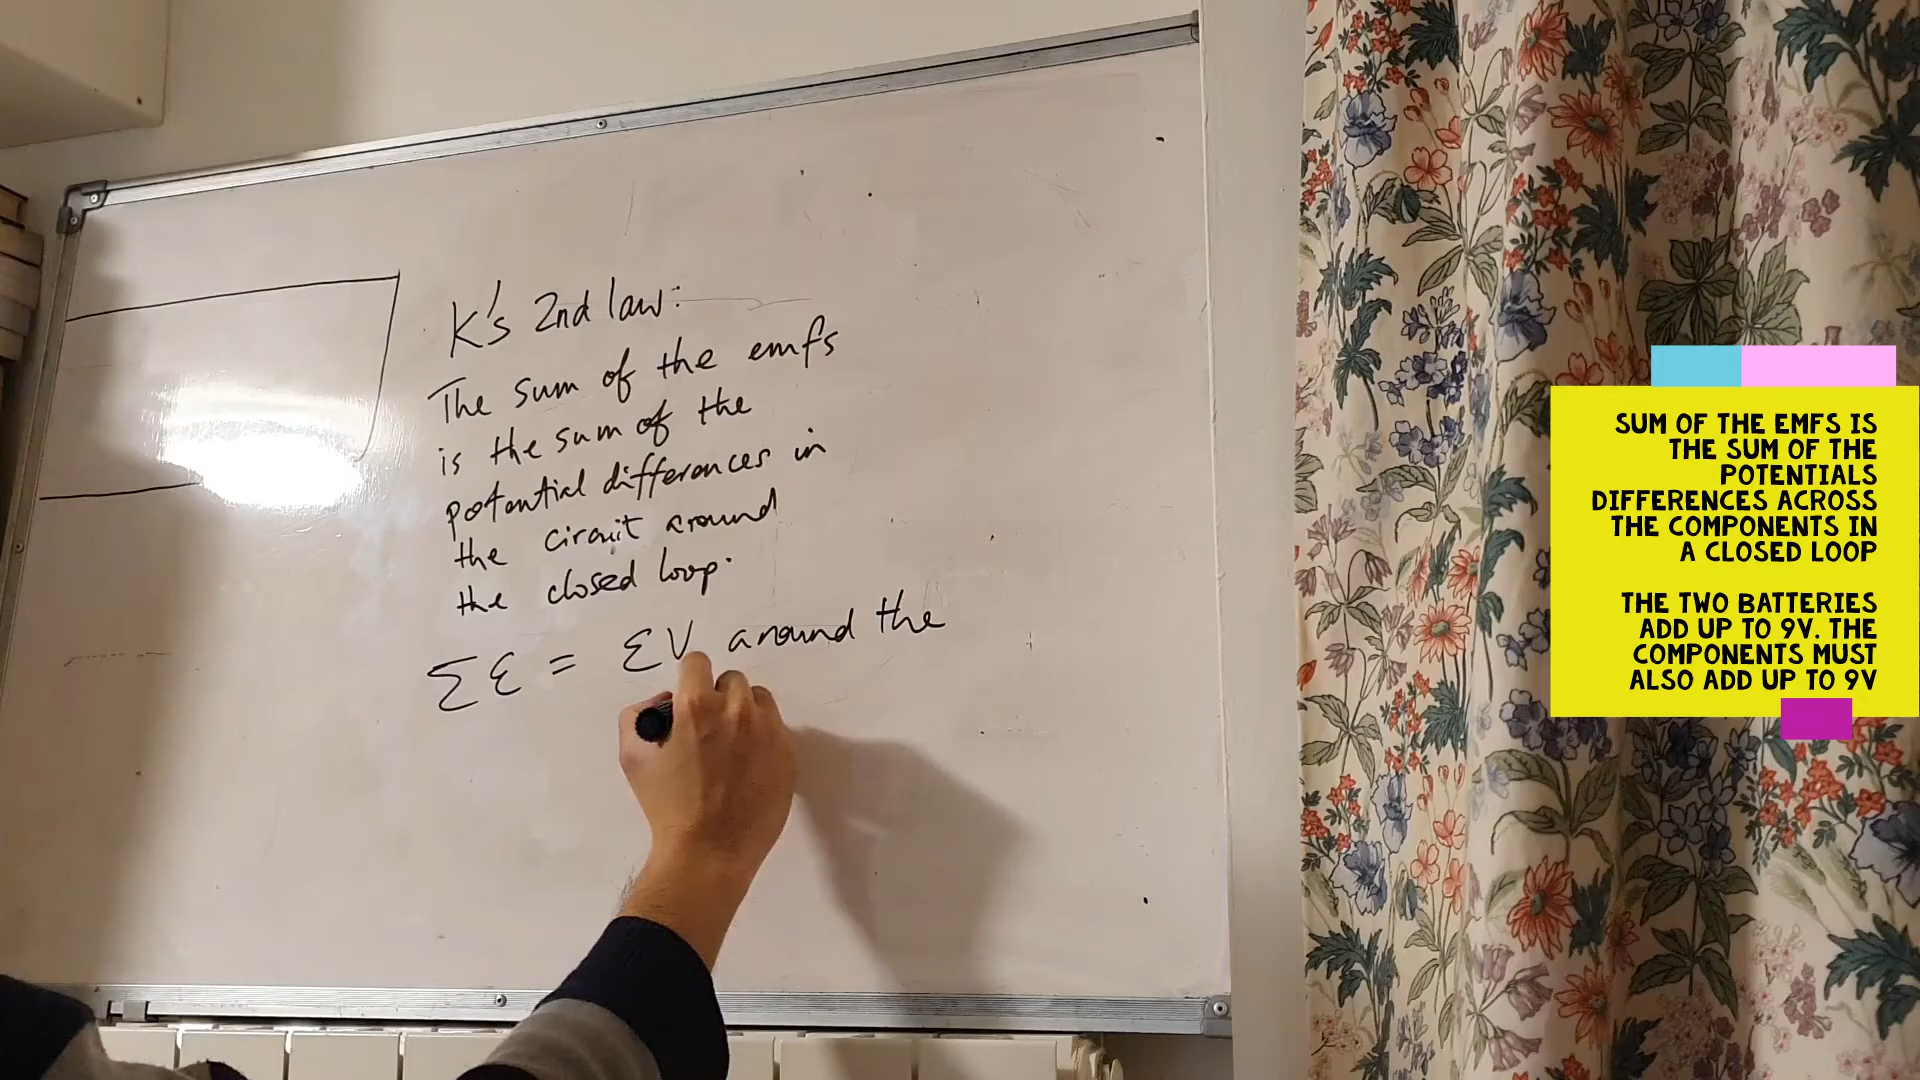 K's 2nd law:
The sum of the emfs
is the sum of the
potential differences in
the circuit around
the closed loop.
Σε = ΣV around the
SUM OF THE EMFS IS
THE SUM OF THE
POTENTIALS
DIFFERENCES ACROSS
THE COMPONENTS IN
A CLOSED LOOP
THE TWO BATTERIES
ADD UP TO 9V. THE
COMPONENTS MUST
ALSO ADD UP TO 9V